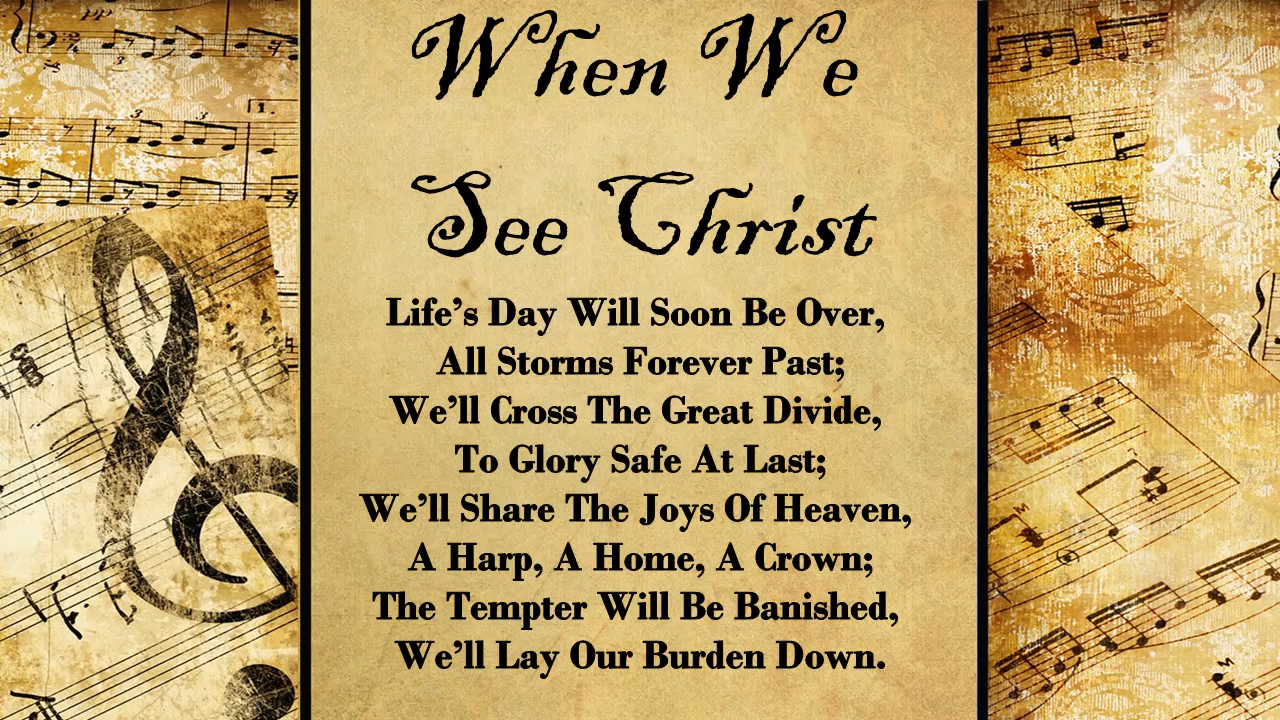 When We
See Christ
Life’s Day Will Soon Be Over,
All Storms Forever Past;
We’ll Cross The Great Divide,
To Glory Safe At Last;
We’ll Share The Joys Of Heaven,
A Harp, A Home, A Crown;
The Tempter Will Be Banished,
We’ll Lay Our Burden Down.